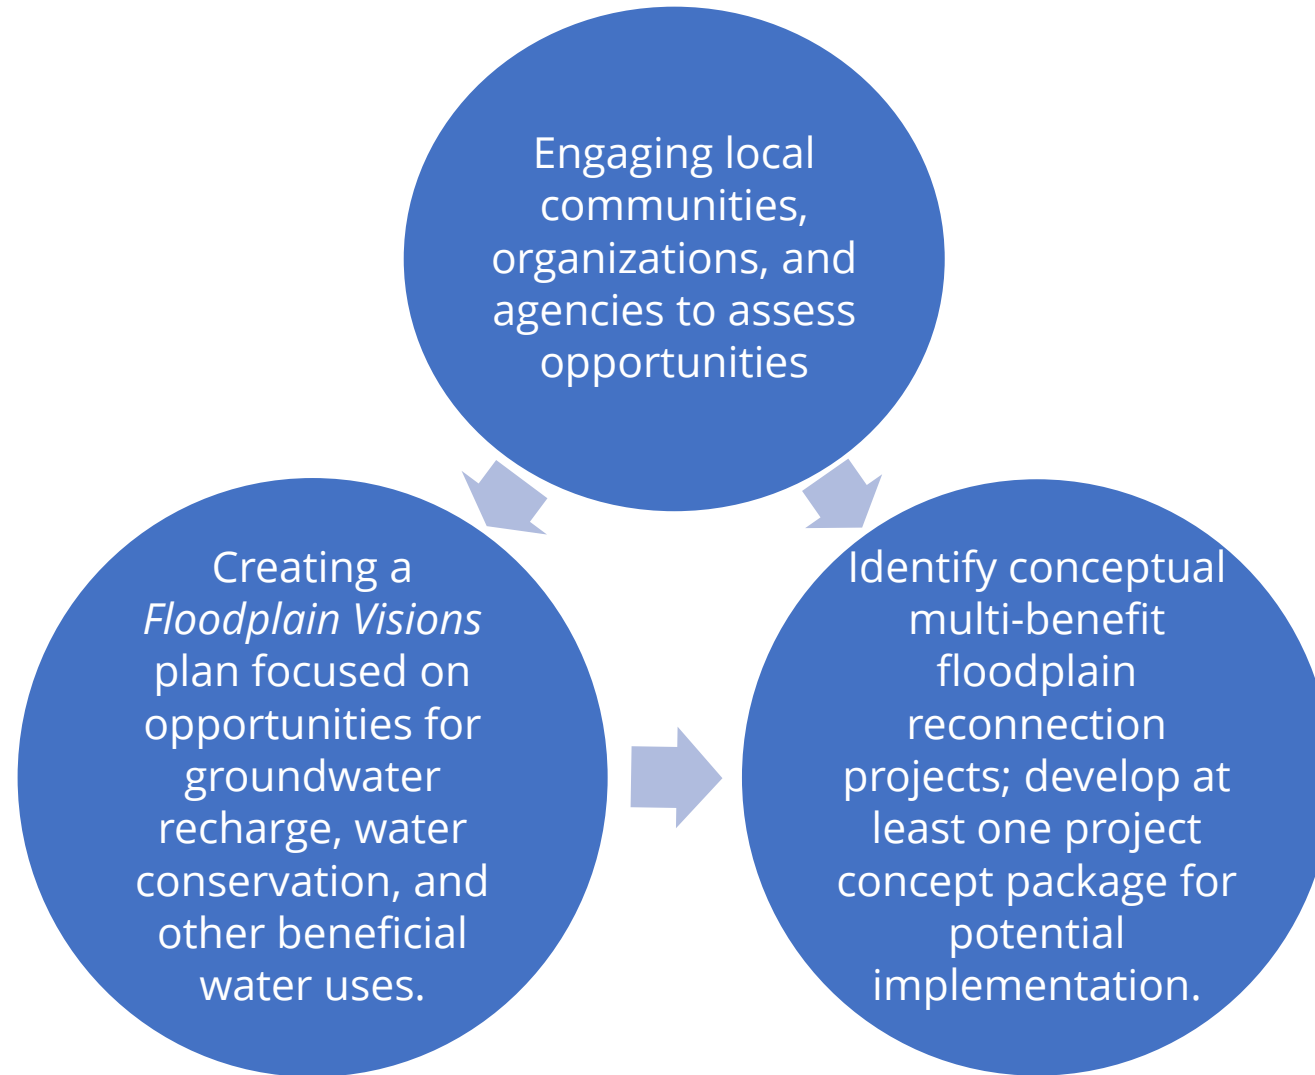 Engaging local
communities,
organizations, and
agencies to assess
opportunities
Creating a
Floodplain Visions
plan focused on
opportunities for
groundwater
recharge, water
conservation, and
other beneficial
water uses.
Identify conceptual
multi-benefit
floodplain
reconnection
projects; develop at
least one project
concept package for
potential
implementation.